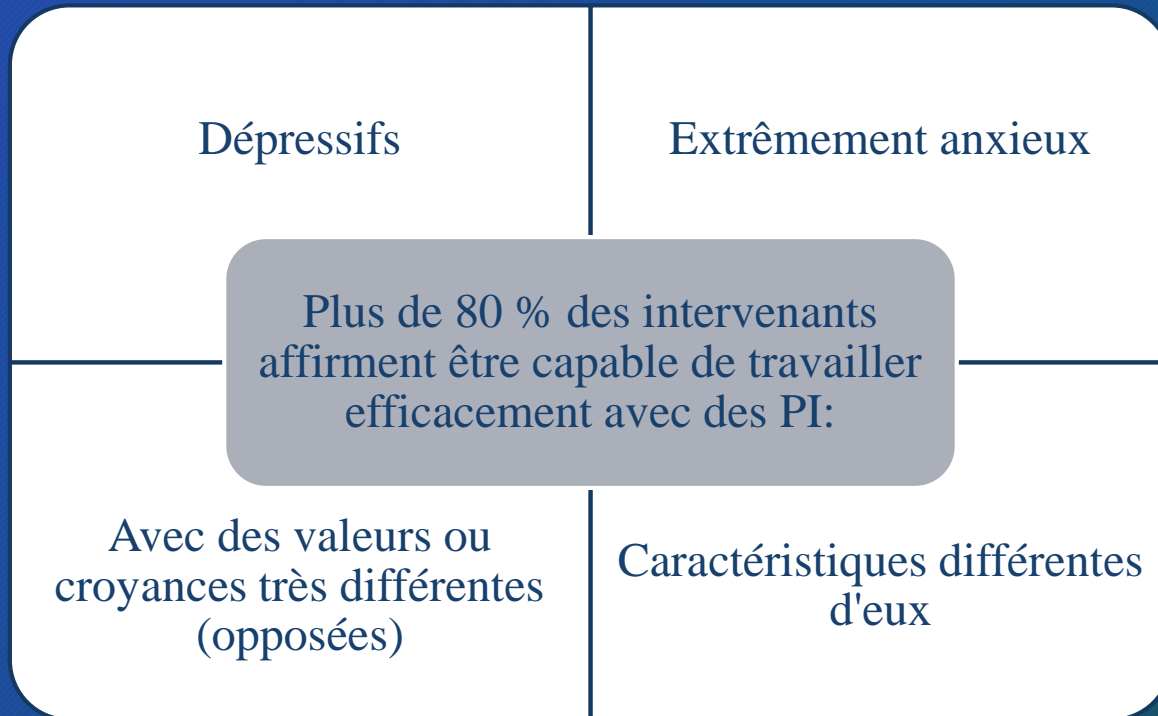 Dépressifs
Extrêmement anxieux
Plus de 80 % des intervenants
affirment être capable de travailler
efficacement avec des PI:
Avec des valeurs ou
croyances très différentes
(opposées)
Caractéristiques différentes
d'eux